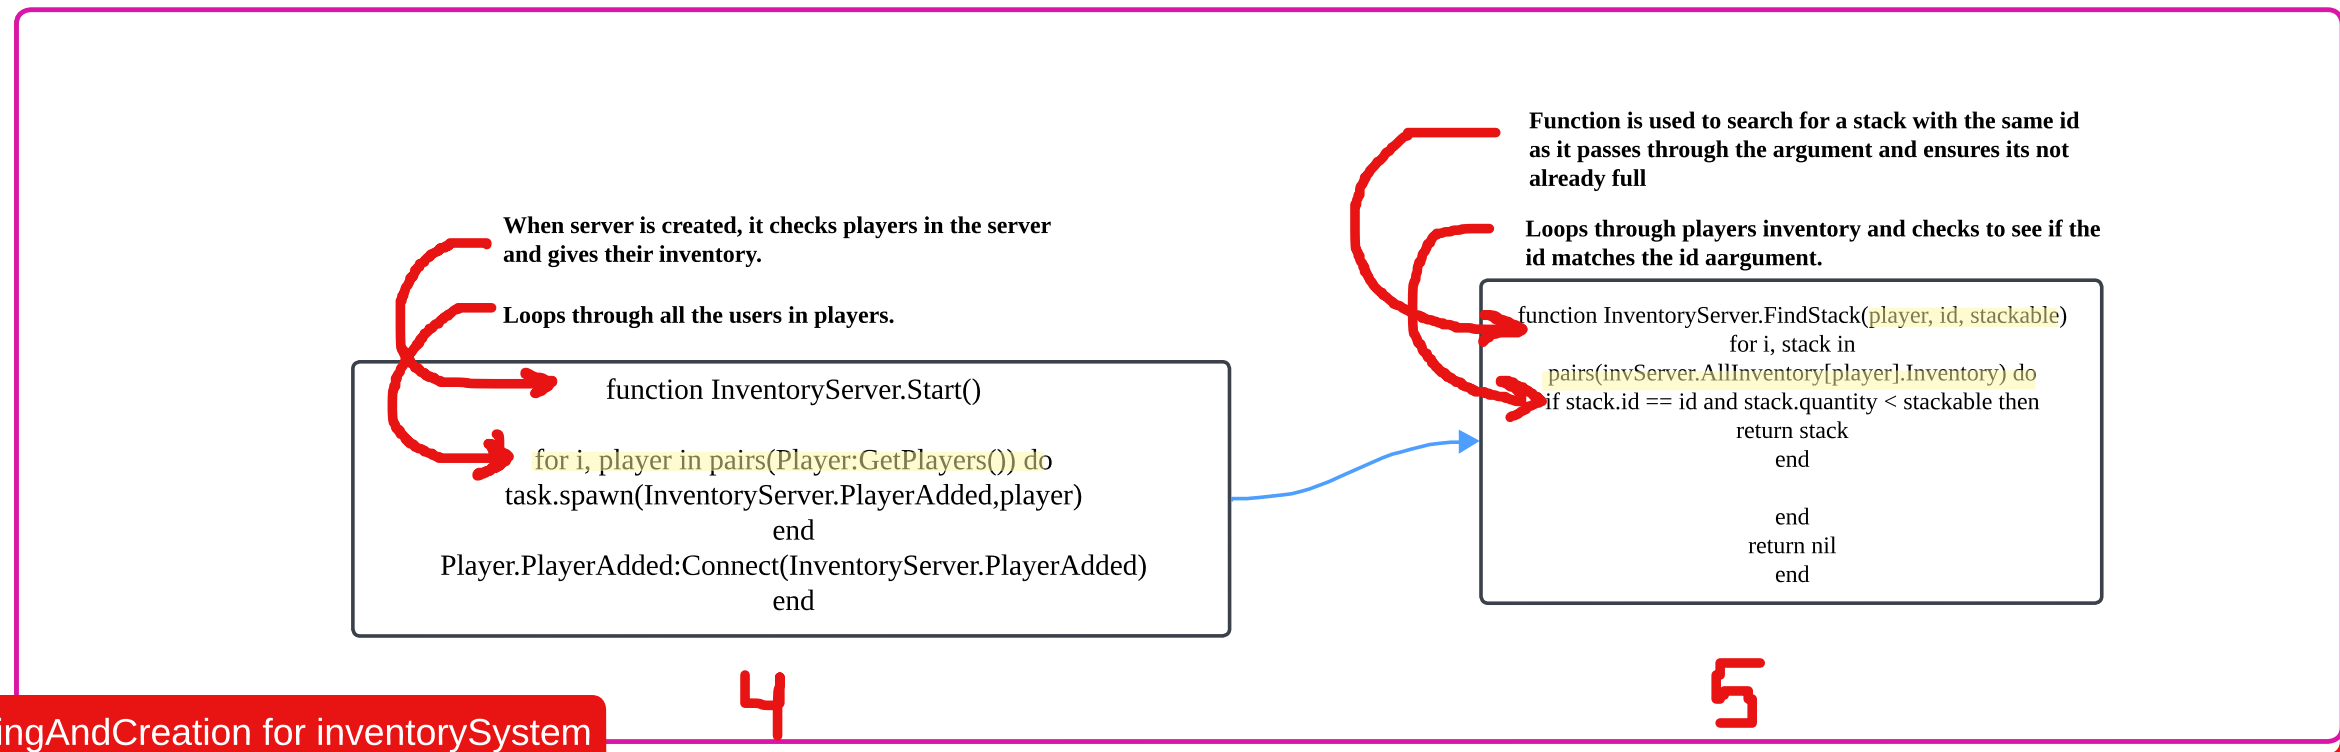 When server is created, it checks players in the server
and gives their inventory.
Loops through all the users in players.
function InventoryServer.Start()
for i, player in pairs(Player:GetPlayers()) do
task.spawn(InventoryServer.PlayerAdded,player)
end
Player.PlayerAdded:Connect(InventoryServer.PlayerAdded)
end
4
Function is used to search for a stack with the same id
as it passes through the argument and ensures its not
already full
Loops through players inventory and checks to see if the
id matches the id aargument.
function InventoryServer.FindStack(player, id, stackable)
for i, stack in
pairs(invServer.AllInventory[player].Inventory) do
if stack.id == id and stack.quantity < stackable then
return stack
end
end
return nil
end
5
ingAndCreation for inventorySystem